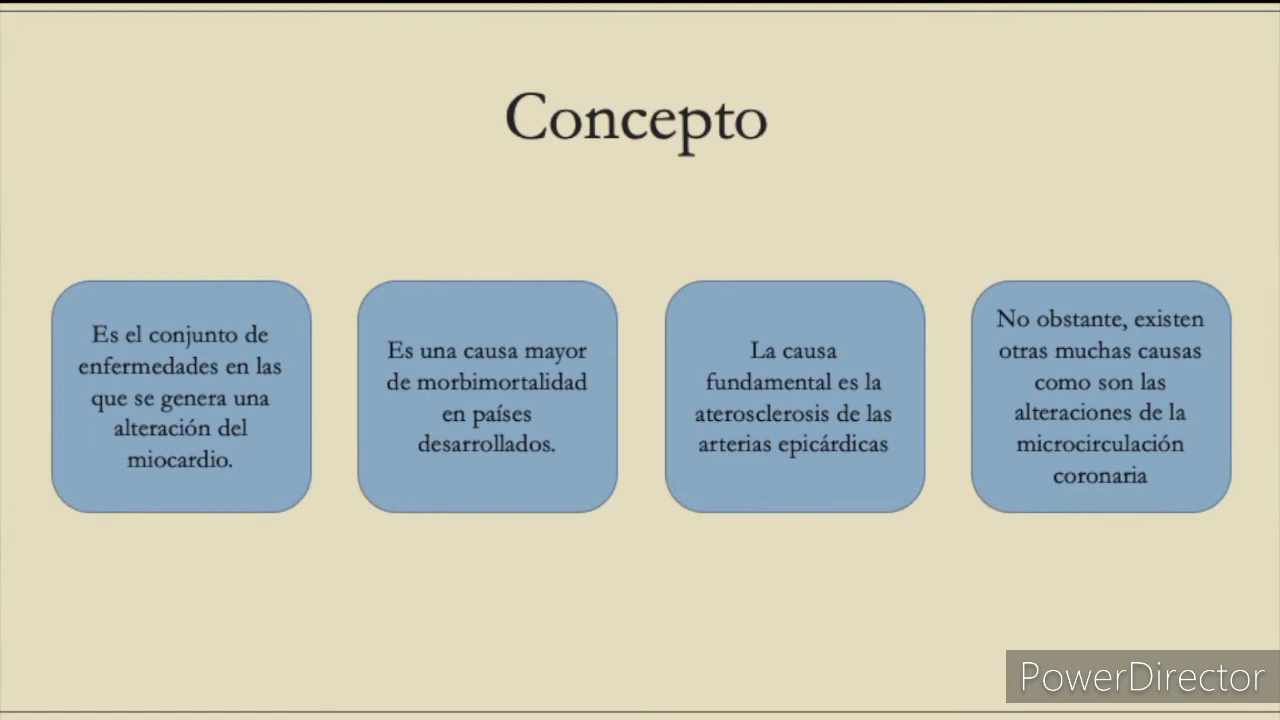 Concepto
Es el conjunto de
enfermedades en las
que se genera una
alteración del
miocardio.
Es una causa mayor
de morbimortalidad
en países
desarrollados.
La causa
fundamental es la
aterosclerosis de las
arterias epicárdicas
No obstante, existen
otras muchas causas
como son las
alteraciones de la
microcirculación
coronaria
PowerDirector